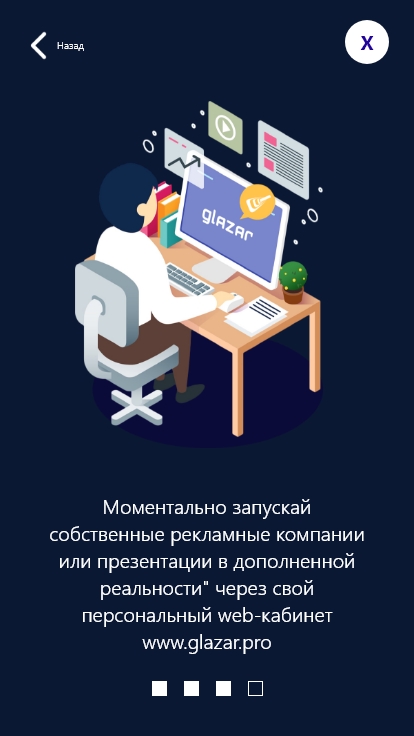 Назад
X
glazar
Моментально запускай
собственные рекламные компании
или презентации в дополненной
реальности" через свой
персональный web-кабинет
www.glazar.pro